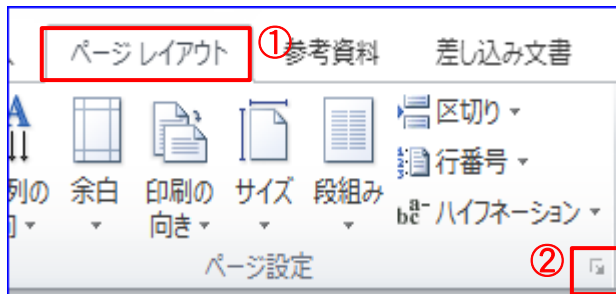 ページ レイアウト ① 参考資料 差し込み文書
余白 印刷の向き サイズ 段組み
区切り
行番号
ハイフネーション
ページ設定 ②